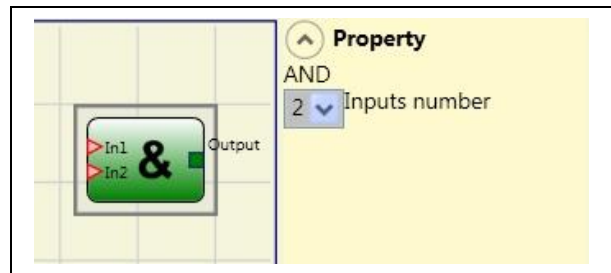 Property
AND
2 Inputs number
In1
In2
&
Output